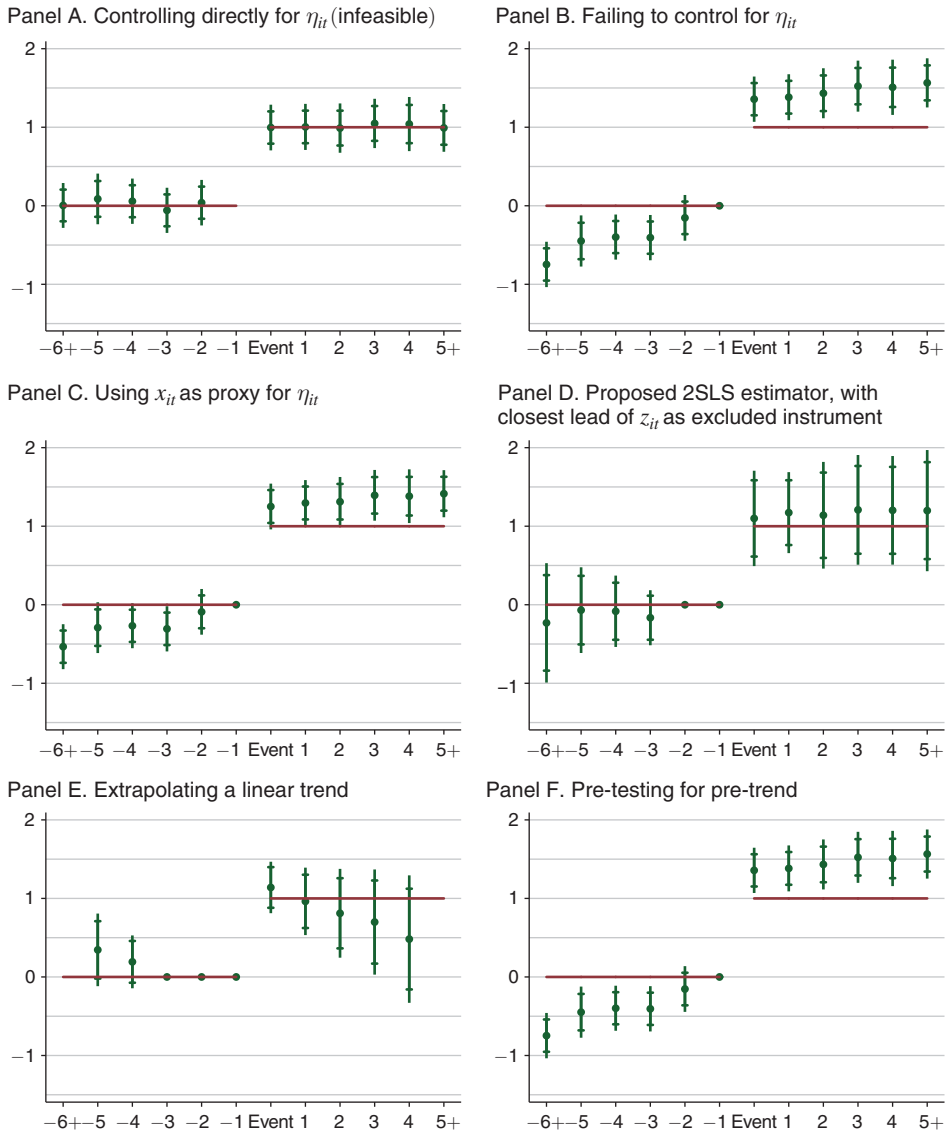 Panel A. Controlling directly for η_it (infeasible)
2
1
0
−1
−6+ −5 −4 −3 −2 −1 Event 1 2 3 4 5+
Panel B. Failing to control for η_it
2
1
0
−1
−6+ −5 −4 −3 −2 −1 Event 1 2 3 4 5+
Panel C. Using x_it as proxy for η_it
2
1
0
−1
−6+ −5 −4 −3 −2 −1 Event 1 2 3 4 5+
Panel D. Proposed 2SLS estimator, with
closest lead of z_it as excluded instrument
2
1
0
−1
−6+ −5 −4 −3 −2 −1 Event 1 2 3 4 5+
Panel E. Extrapolating a linear trend
2
1
0
−1
−6+ −5 −4 −3 −2 −1 Event 1 2 3 4 5+
Panel F. Pre-testing for pre-trend
2
1
0
−1
−6+ −5 −4 −3 −2 −1 Event 1 2 3 4 5+